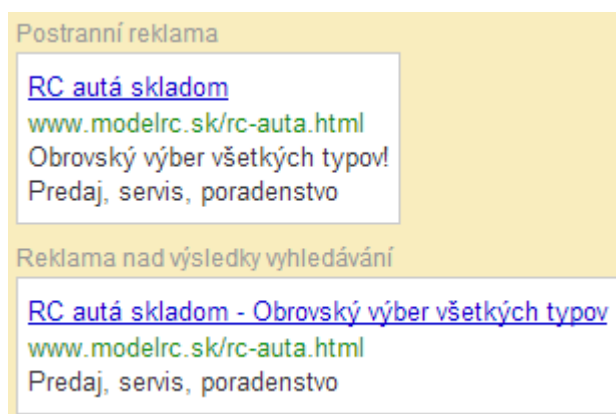 Postranní reklama
RC autá skladom
www.modelrc.sk/rc-auta.html
Obrovský výber všetkých typov!
Predaj, servis, poradenstvo
Reklama nad výsledky vyhledávání
RC autá skladom - Obrovský výber všetkých typov
www.modelrc.sk/rc-auta.html
Predaj, servis, poradenstvo